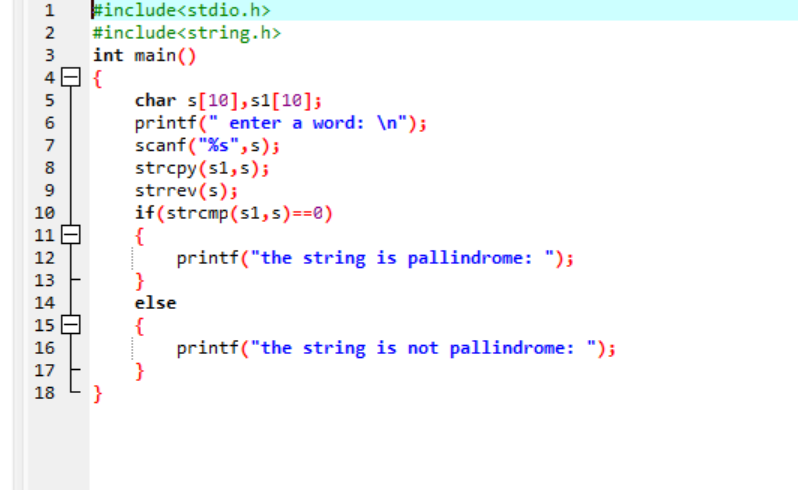 1 #include<stdio.h>
2 #include<string.h>
3 int main()
4 {
5 char s[10],s1[10];
6 printf(" enter a word: \n");
7 scanf("%s",s);
8 strcpy(s1,s);
9 strrev(s);
10 if(strcmp(s1,s)==0)
11 {
12 printf("the string is pallindrome: ");
13 }
14 else
15 {
16 printf("the string is not pallindrome: ");
17 }
18 }